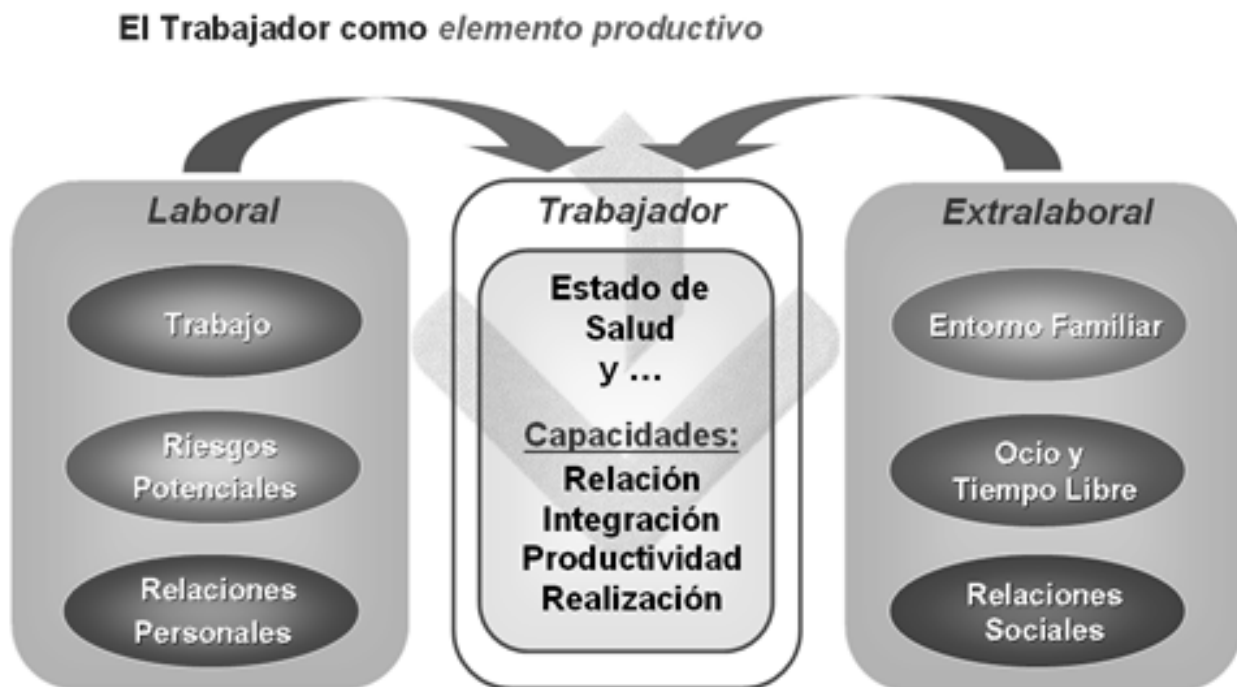 El Trabajador como elemento productivo
Laboral
Trabajo
Riesgos
Potenciales
Relaciones
Personales
Trabajador
Estado de
Salud
y ...
Capacidades:
Relación
Integración
Productividad
Realización
Extralaboral
Entorno Familiar
Ocio y
Tiempo Libre
Relaciones
Sociales